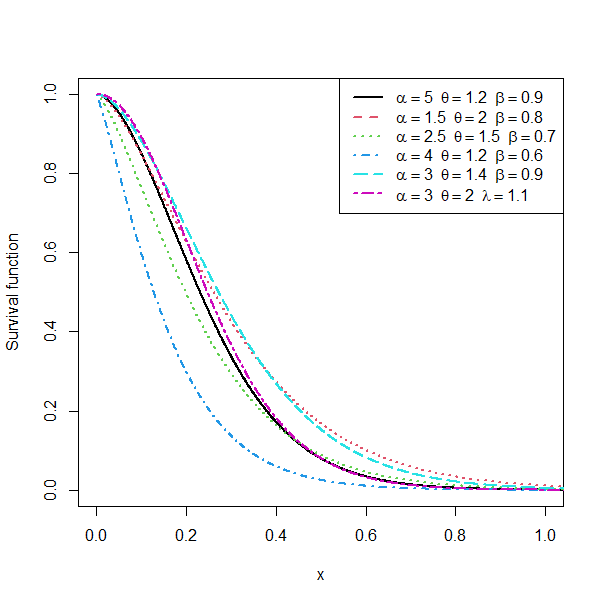 α = 5 θ = 1.2 β = 0.9
α = 1.5 θ = 2 β = 0.8
α = 2.5 θ = 1.5 β = 0.7
α = 4 θ = 1.2 β = 0.6
α = 3 θ = 1.4 β = 0.9
α = 3 θ = 2 λ = 1.1
Survival function
1.0
0.8
0.6
0.4
0.2
0.0
0.0 0.2 0.4 0.6 0.8 1.0
x